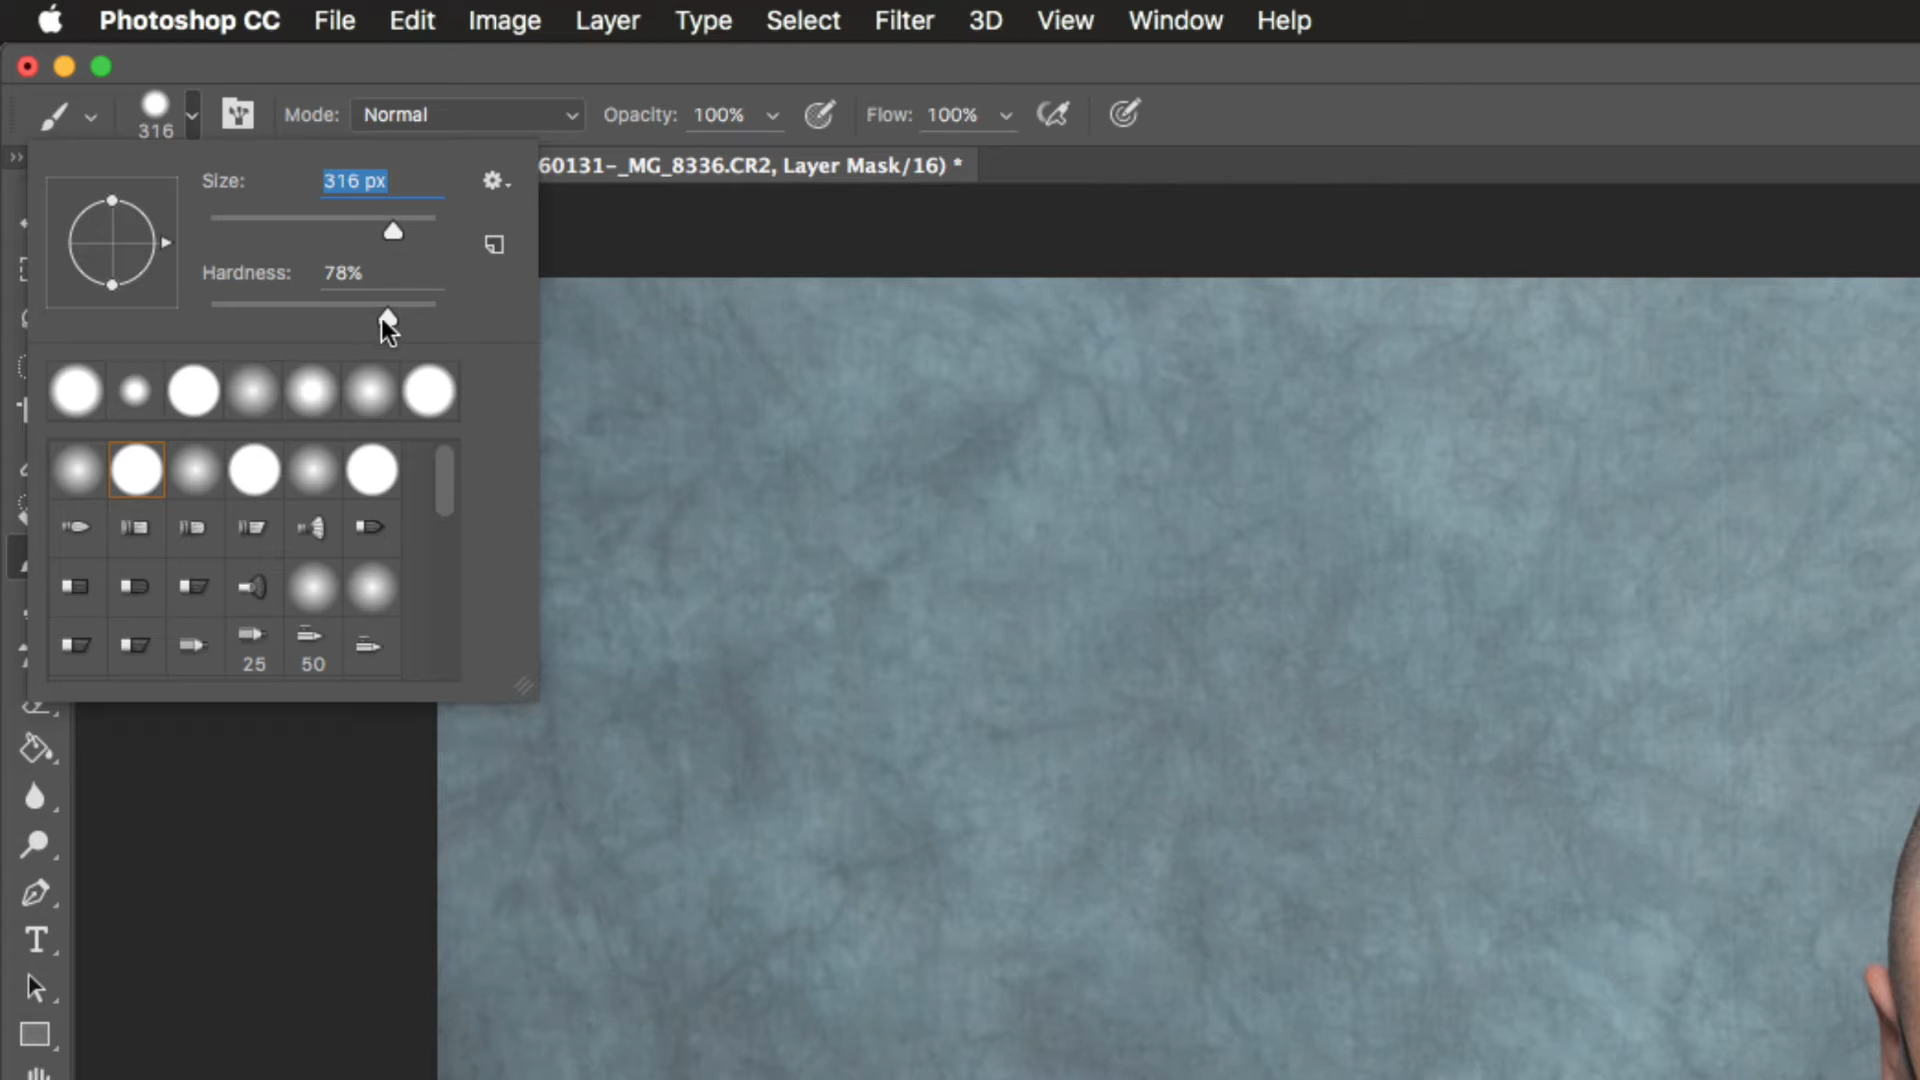 Photoshop CC File Edit Image Layer Type Select Filter 3D View Window Help
316 Mode: Normal Opacity: 100% Flow: 100%
60131-_MG_8336.CR2, Layer Mask/16) *
Size: 316 px
Hardness: 78%
25 50